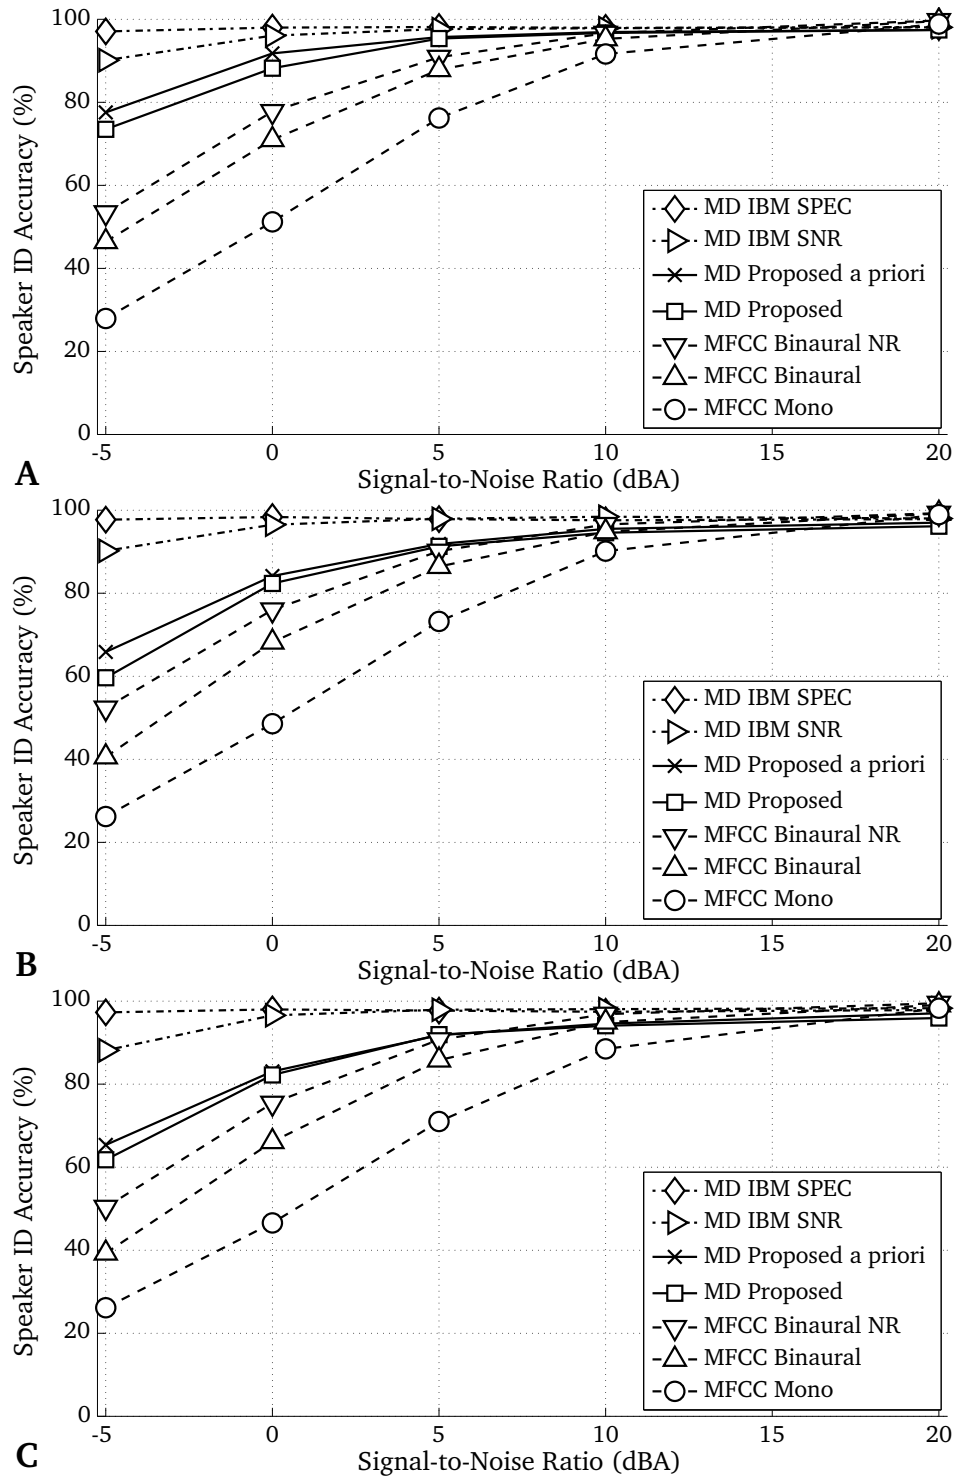 100
80
60
40
20
0
Speaker ID Accuracy (%)
MD IBM SPEC
MD IBM SNR
MD Proposed a priori
MD Proposed
MFCC Binaural NR
MFCC Binaural
MFCC Mono
-5 0 5 10 15 20
Signal-to-Noise Ratio (dBA)
A
100
80
60
40
20
0
Speaker ID Accuracy (%)
MD IBM SPEC
MD IBM SNR
MD Proposed a priori
MD Proposed
MFCC Binaural NR
MFCC Binaural
MFCC Mono
-5 0 5 10 15 20
Signal-to-Noise Ratio (dBA)
B
100
80
60
40
20
0
Speaker ID Accuracy (%)
MD IBM SPEC
MD IBM SNR
MD Proposed a priori
MD Proposed
MFCC Binaural NR
MFCC Binaural
MFCC Mono
-5 0 5 10 15 20
Signal-to-Noise Ratio (dBA)
C